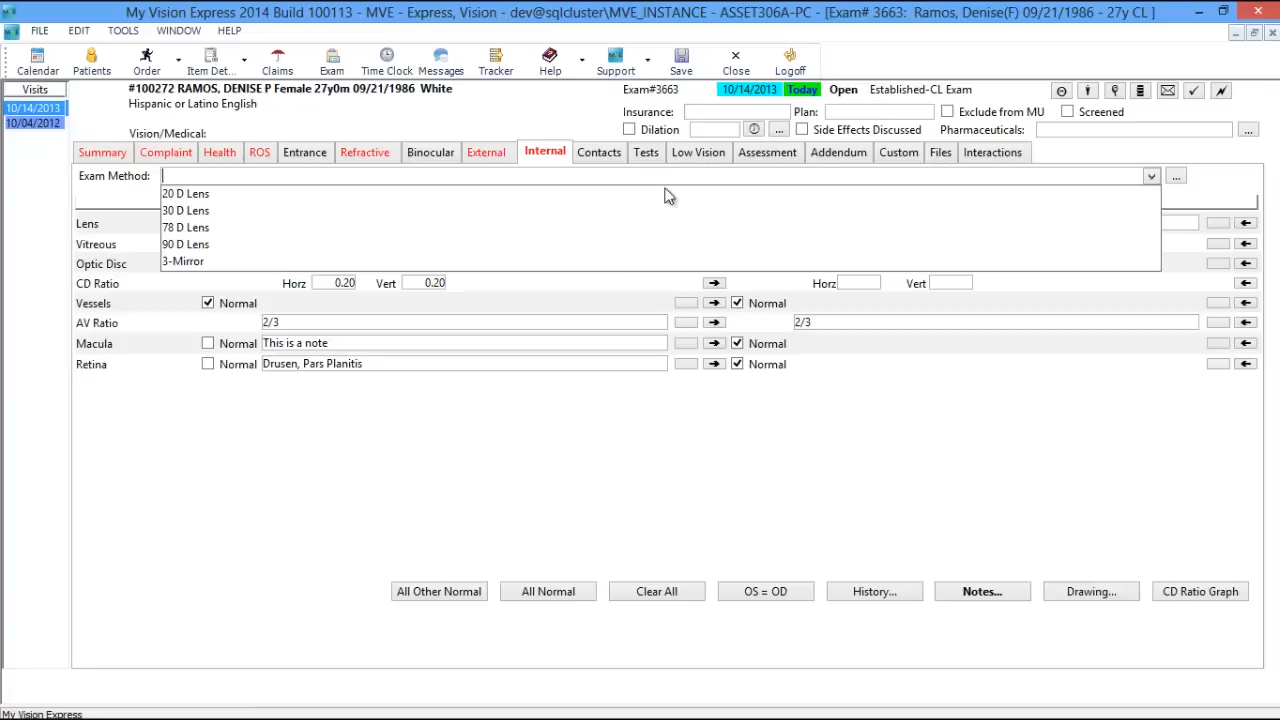 My Vision Express 2014 Build 100113 - MVE - Express, Vision - dev@sqlcluster\MVE_INSTANCE - ASSET306A-PC - [Exam# 3663: Ramos, Denise(F) 09/21/1986 - 27y CL ]
FILE EDIT TOOLS WINDOW HELP
Calendar Patients Order Item Det... Claims Exam Time Clock Messages Tracker Help Support Save Close Logoff
Visits #100272 RAMOS, DENISE P Female 27y0m 09/21/1986 White Exam#3663 10/14/2013 Today Open Established-CL Exam
10/14/2013 Hispanic or Latino English Insurance: Plan: Exclude from MU Screened
10/04/2012
Vision/Medical: Dilation ... Side Effects Discussed Pharmaceuticals: ...
Summary Complaint Health ROS Entrance Refractive Binocular External Internal Contacts Tests Low Vision Assessment Addendum Custom Files Interactions
Exam Method: ...
20 D Lens
30 D Lens
78 D Lens
90 D Lens
3-Mirror
Lens
Vitreous
Optic Disc
CD Ratio Horz 0.20 Vert 0.20 Horz Vert
Vessels Normal Normal
AV Ratio 2/3 2/3
Macula Normal This is a note Normal
Retina Normal Drusen, Pars Planitis Normal
All Other Normal All Normal Clear All OS = OD History... Notes... Drawing... CD Ratio Graph
My Vision Express